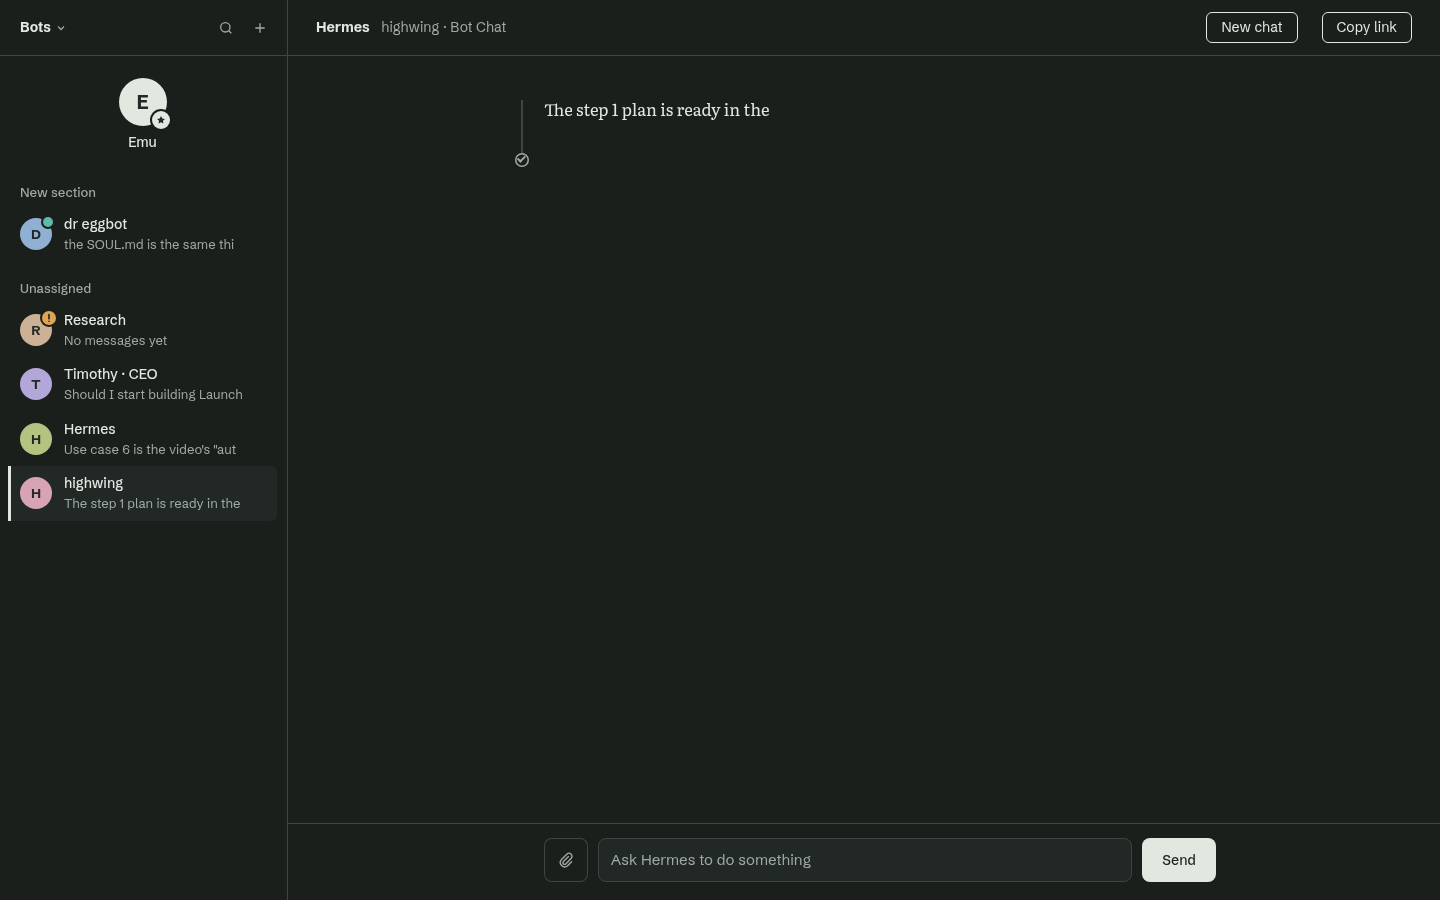 Bots
Hermes highwing · Bot Chat
New chat
Copy link
E
Emu
New section
D
dr eggbot
the SOUL.md is the same thi
Unassigned
R
!
Research
No messages yet
T
Timothy · CEO
Should I start building Launch
H
Hermes
Use case 6 is the video's "aut
H
highwing
The step 1 plan is ready in the
The step 1 plan is ready in the
Ask Hermes to do something
Send